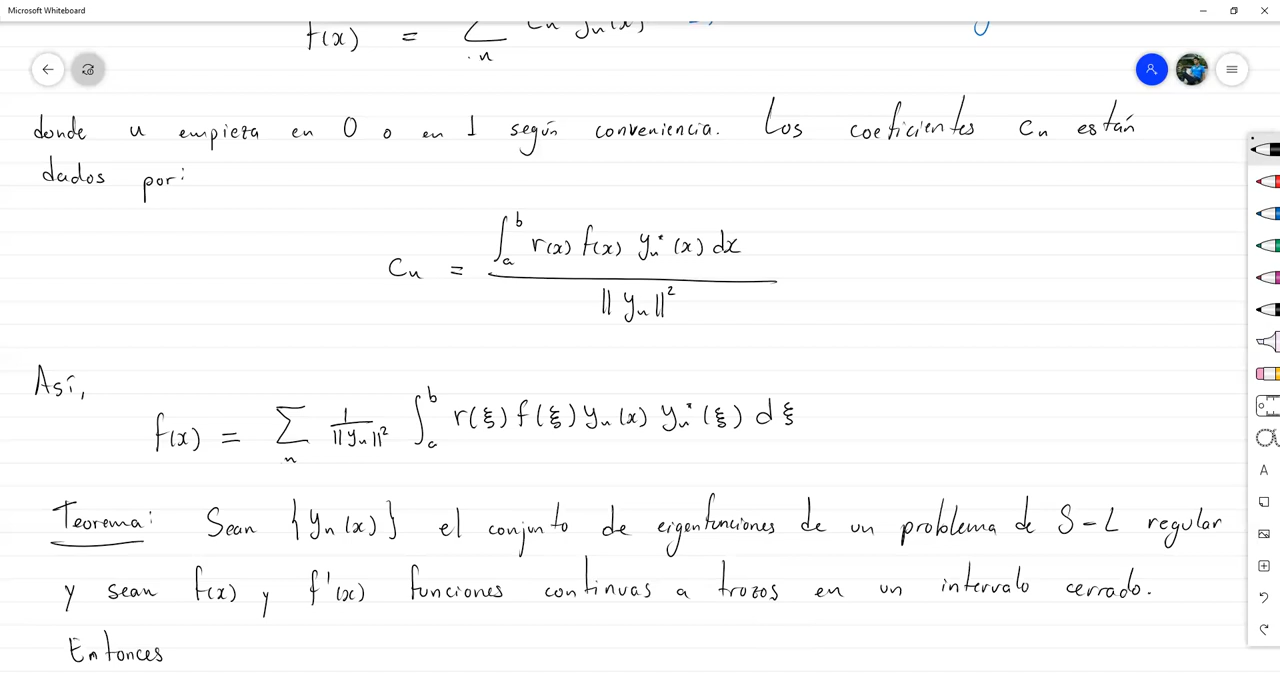 Microsoft Whiteboard
f(x) = ∑ₙ cₙ yₙ(x)
donde n empieza en 0 o en 1 según conveniencia. Los coeficientes cₙ están
dados por:
cₙ = ∫ₐᵇ r(x) f(x) yₙ*(x) dx / ||yₙ||²
Así,
f(x) = ∑ₙ 1/||yₙ||² ∫ₐᵇ r(ξ) f(ξ) yₙ(x) yₙ*(ξ) dξ
Teorema: Sean {yₙ(x)} el conjunto de eigenfunciones de un problema de S-L regular
y sean f(x) y f'(x) funciones continuas a trozos en un intervalo cerrado.
Entonces